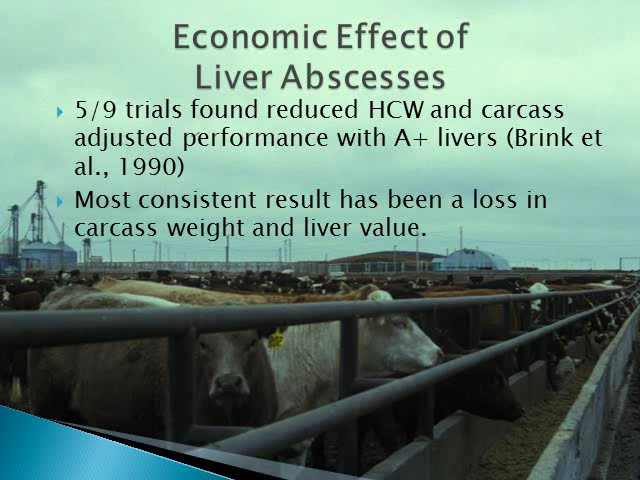 Economic Effect of
Liver Abscesses
5/9 trials found reduced HCW and carcass
adjusted performance with A+ livers (Brink et
al., 1990)
Most consistent result has been a loss in
carcass weight and liver value.